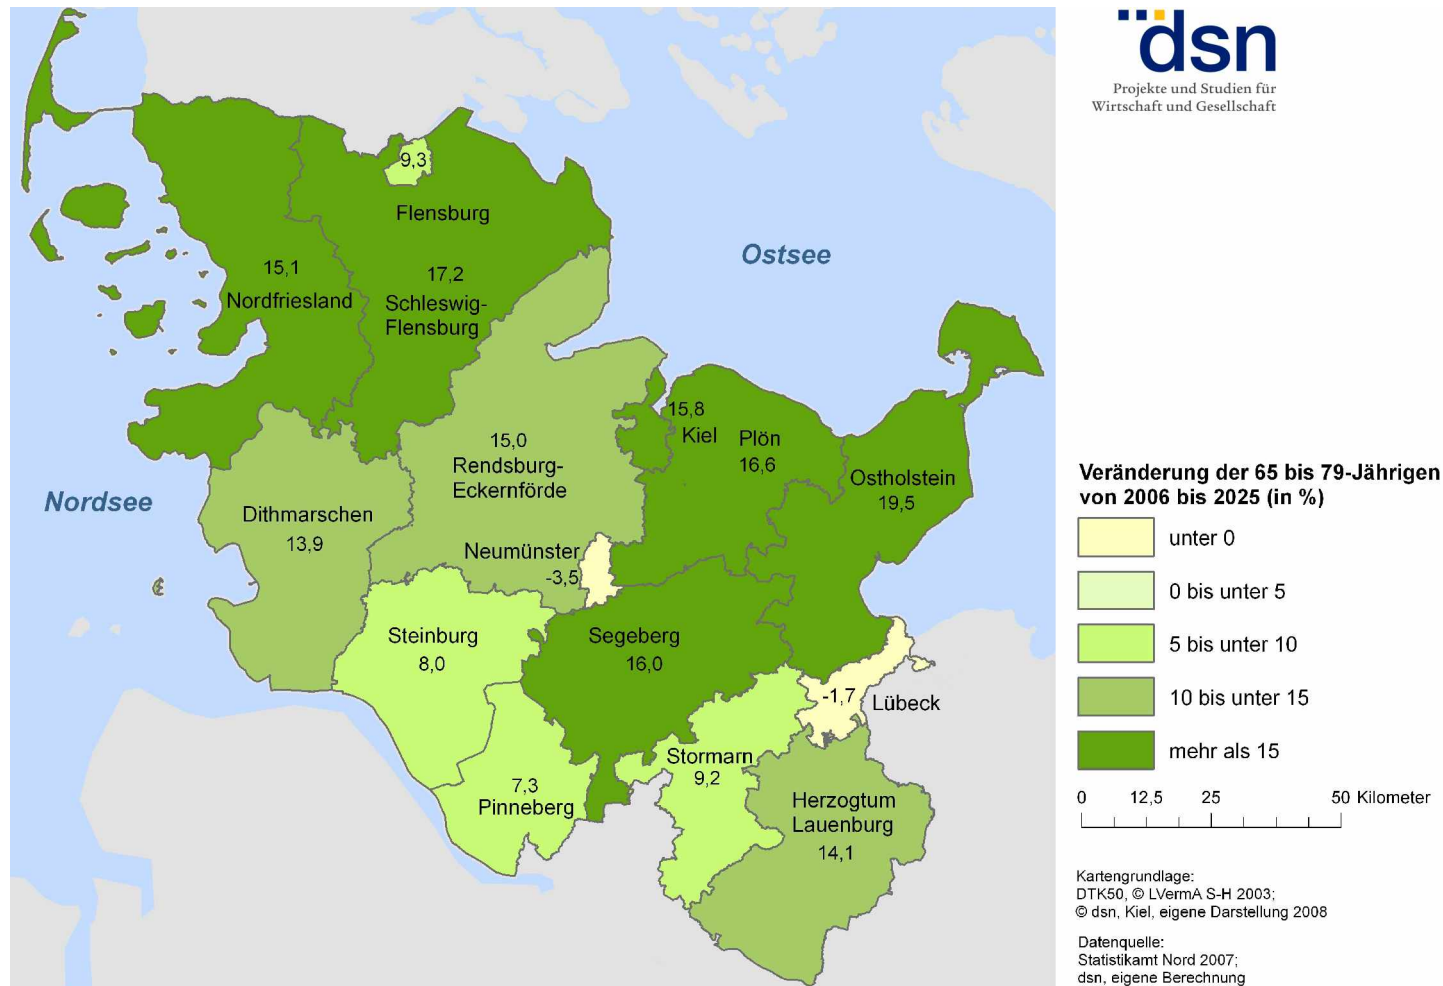 dsn
Projekte und Studien für
Wirtschaft und Gesellschaft
9,3
Flensburg
Ostsee
15,1
Nordfriesland
17,2
Schleswig-
Flensburg
15,8
Kiel
Plön
16,6
15,0
Rendsburg-
Eckernförde
Ostholstein
19,5
Nordsee
Dithmarschen
13,9
Neumünster
-3,5
Steinburg
8,0
Segeberg
16,0
-1,7
Lübeck
Stormarn
9,2
7,3
Pinneberg
Herzogtum
Lauenburg
14,1
Veränderung der 65 bis 79-Jährigen
von 2006 bis 2025 (in %)
unter 0
0 bis unter 5
5 bis unter 10
10 bis unter 15
mehr als 15
0 12,5 25 50 Kilometer
Kartengrundlage:
DTK50, © LVermA S-H 2003;
© dsn, Kiel, eigene Darstellung 2008
Datenquelle:
Statistikamt Nord 2007;
dsn, eigene Berechnung